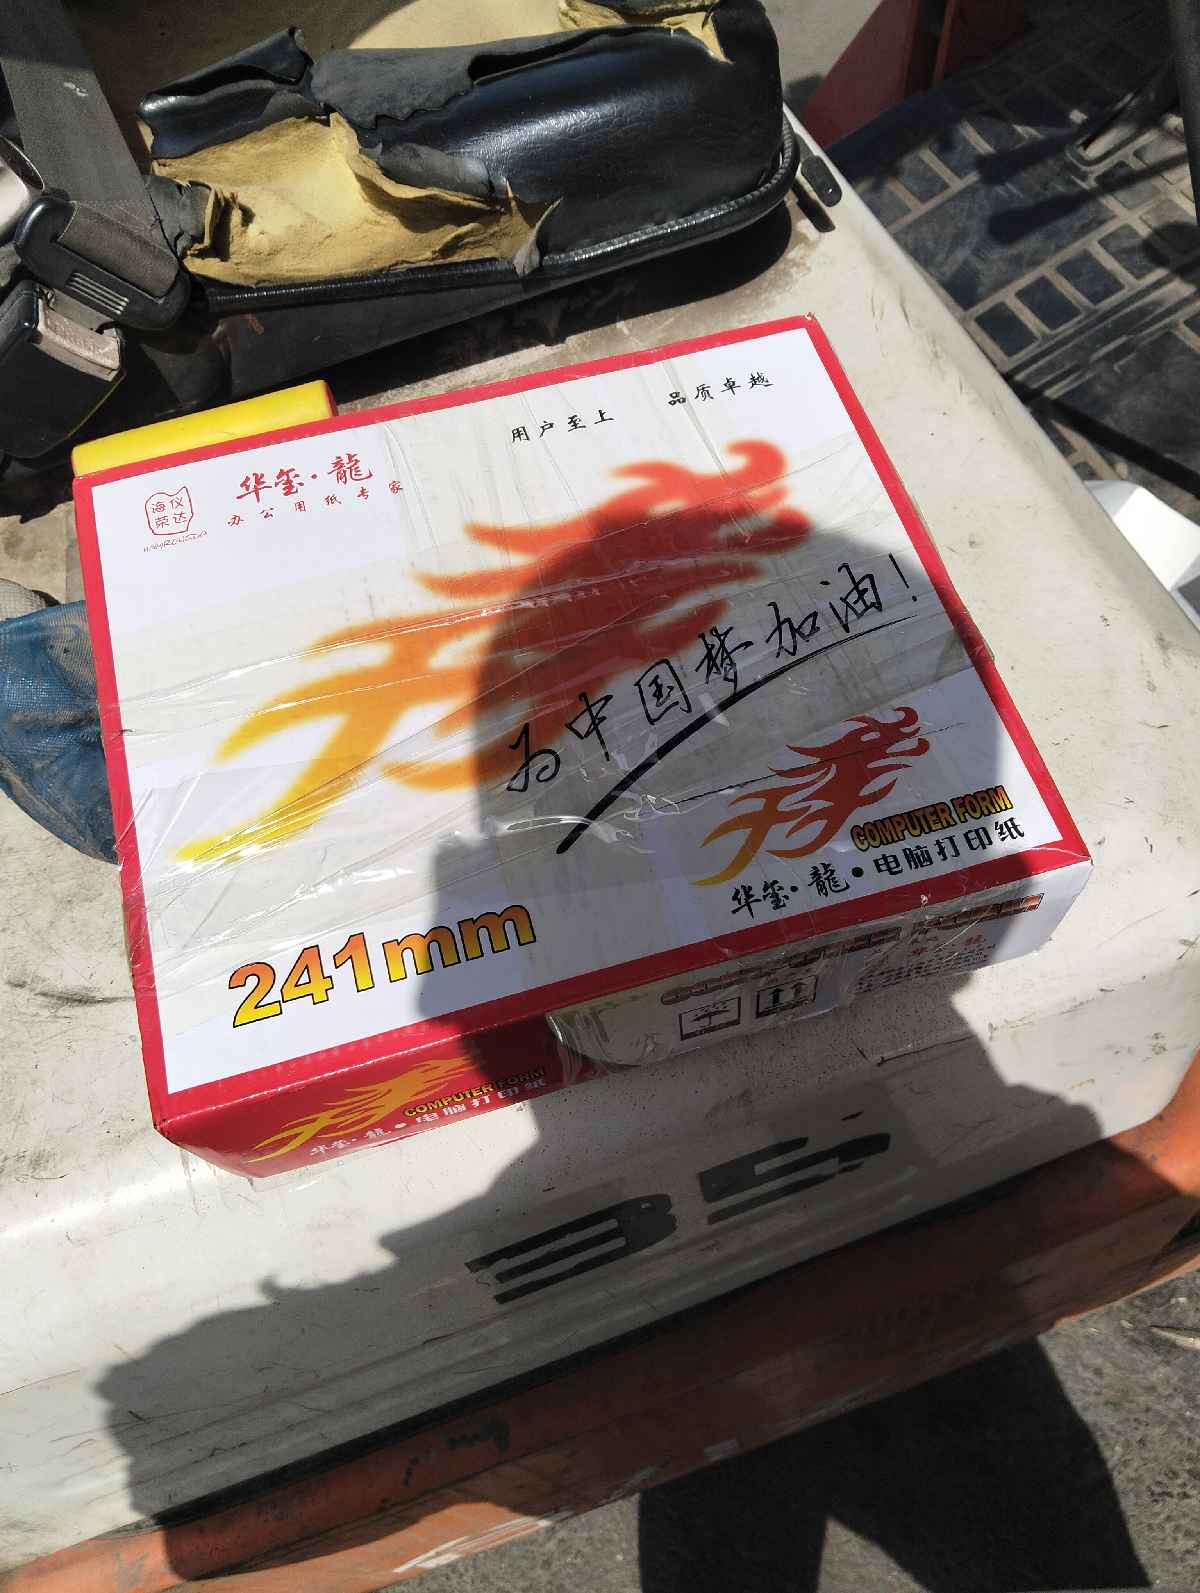 用户至上 品质卓越
华玺·龍
办公用纸专家
海仪
荣达
为中国梦加油!
COMPUTER FORM
华玺·龍·电脑打印纸
241mm
COMPUTER FORM
华玺·龍·电脑打印纸
35